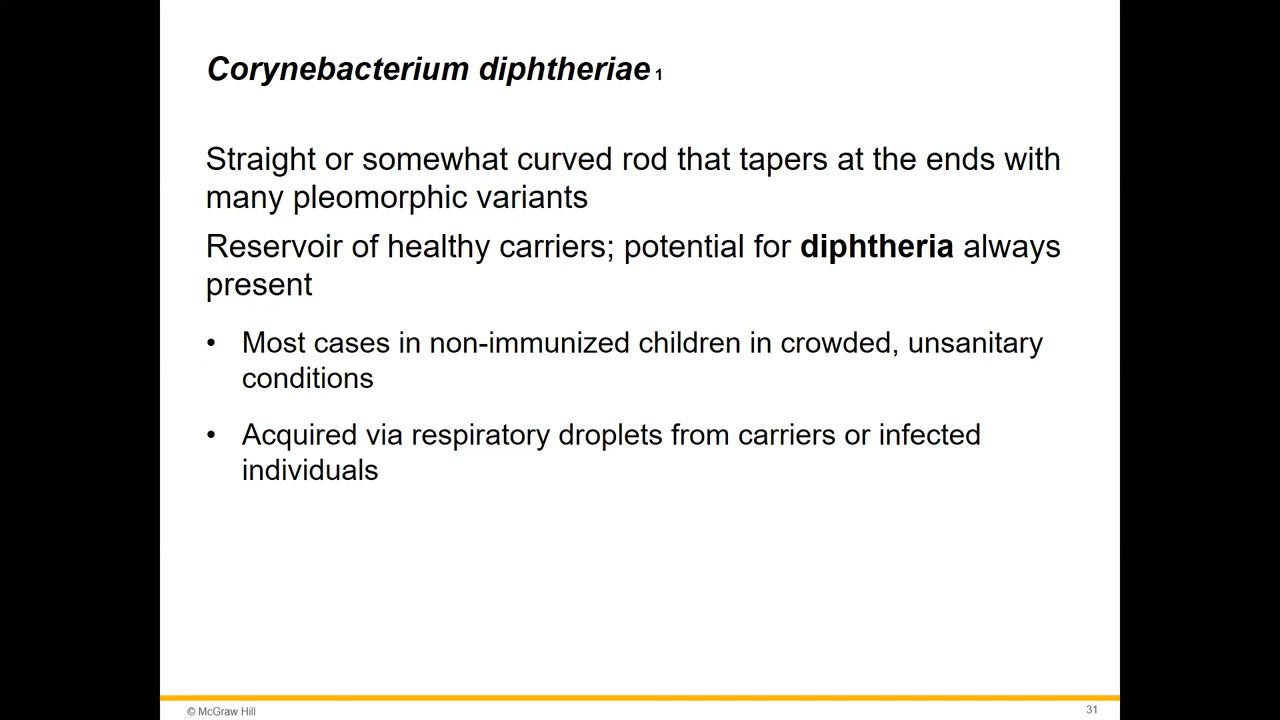 Corynebacterium diphtheriae 1
Straight or somewhat curved rod that tapers at the ends with
many pleomorphic variants
Reservoir of healthy carriers; potential for diphtheria always
present
• Most cases in non-immunized children in crowded, unsanitary
conditions
• Acquired via respiratory droplets from carriers or infected
individuals
© McGraw Hill
31